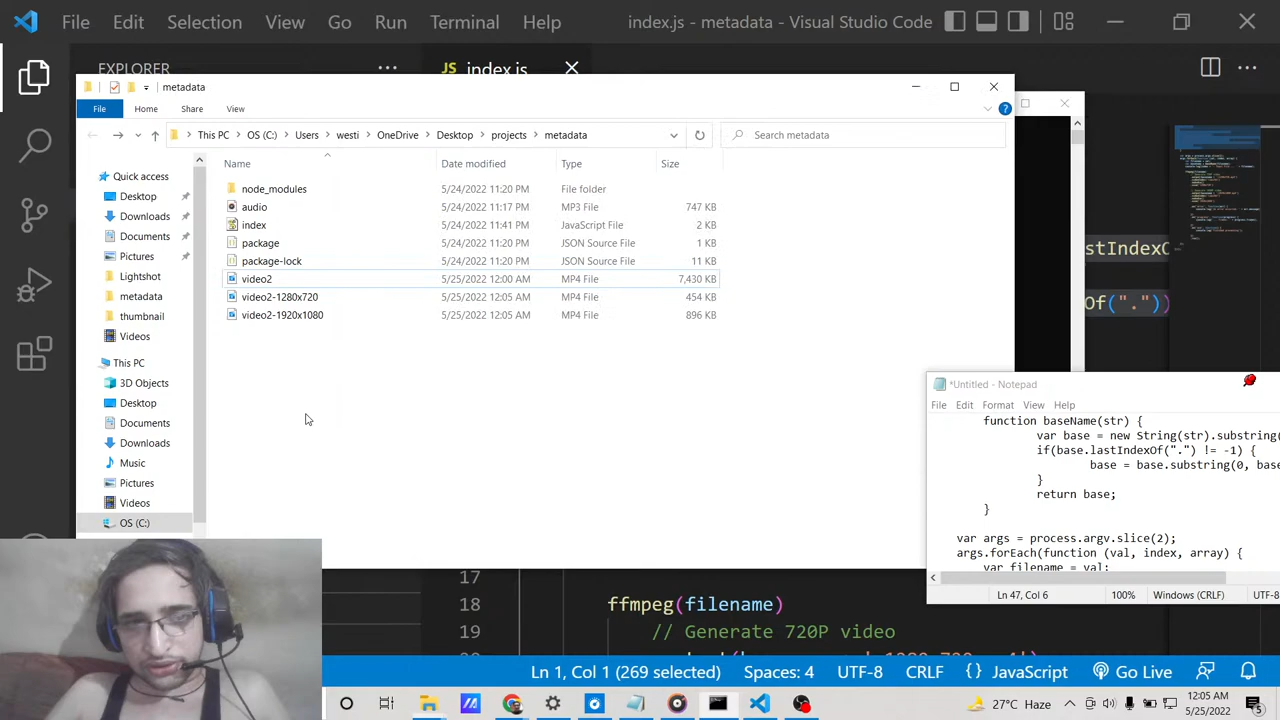 File Edit Selection View Go Run Terminal Help index.js - metadata - Visual Studio Code
EXPLORER
JS index.js
metadata
File Home Share View
This PC OS (C:) Users westi OneDrive Desktop projects metadata
Search metadata
Name Date modified Type Size
node_modules 5/24/2022 11:20 PM File folder
audio 5/24/2022 11:17 PM MP3 File 747 KB
index 5/24/2022 11:41 PM JavaScript File 2 KB
package 5/24/2022 11:20 PM JSON Source File 1 KB
package-lock 5/24/2022 11:20 PM JSON Source File 11 KB
video2 5/25/2022 12:00 AM MP4 File 7,430 KB
video2-1280x720 5/25/2022 12:05 AM MP4 File 454 KB
video2-1920x1080 5/25/2022 12:05 AM MP4 File 896 KB
Quick access
Desktop
Downloads
Documents
Pictures
Lightshot
metadata
thumbnail
Videos
This PC
3D Objects
Desktop
Documents
Downloads
Music
Pictures
Videos
OS (C:)
stIndexO
Of("."))
*Untitled - Notepad
File Edit Format View Help
function baseName(str) {
var base = new String(str).substring(
if(base.lastIndexOf(".") != -1) {
base = base.substring(0, base
}
return base;
}
var args = process.argv.slice(2);
args.forEach(function (val, index, array) {
var filename = val;
Ln 47, Col 6 100% Windows (CRLF) UTF-8
17
18 ffmpeg(filename)
19 // Generate 720P video
Ln 1, Col 1 (269 selected) Spaces: 4 UTF-8 CRLF {} JavaScript Go Live
27°C Haze
12:05 AM
5/25/2022
5